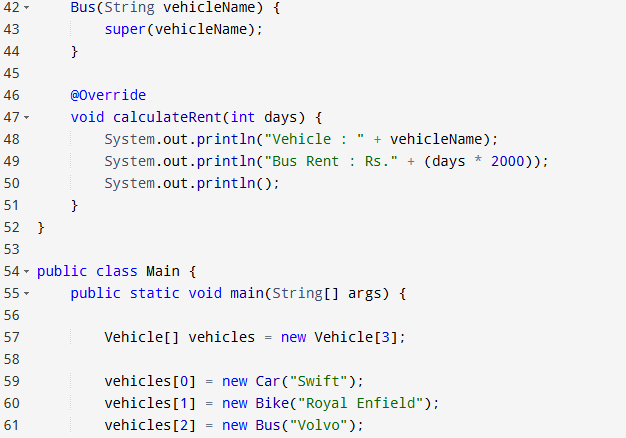 42 Bus(String vehicleName) {
43 super(vehicleName);
44 }
45
46 @Override
47 void calculateRent(int days) {
48 System.out.println("Vehicle : " + vehicleName);
49 System.out.println("Bus Rent : Rs." + (days * 2000));
50 System.out.println();
51 }
52 }
53
54 public class Main {
55 public static void main(String[] args) {
56
57 Vehicle[] vehicles = new Vehicle[3];
58
59 vehicles[0] = new Car("Swift");
60 vehicles[1] = new Bike("Royal Enfield");
61 vehicles[2] = new Bus("Volvo");